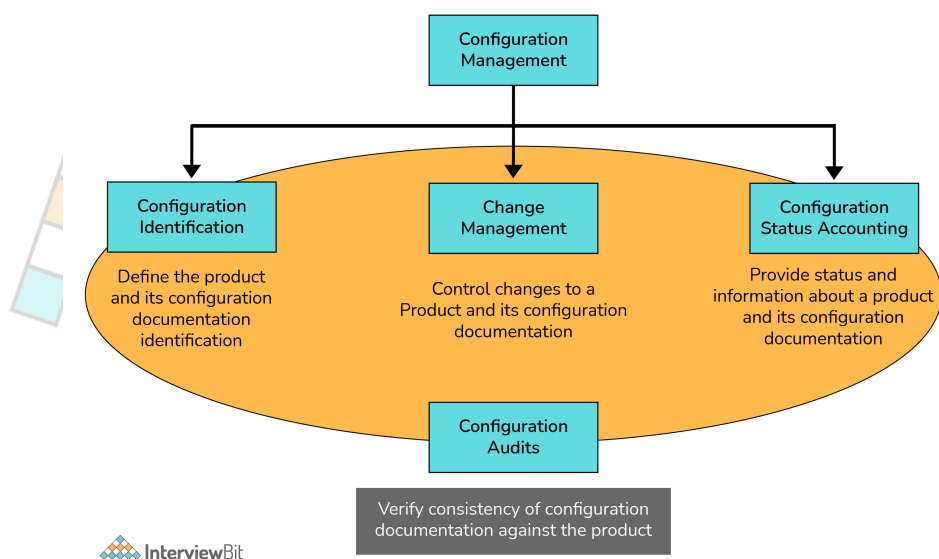 Configuration
Management
Configuration
Identification
Change
Management
Configuration
Status Accounting
Define the product
and its configuration
documentation
identification
Control changes to a
Product and its configuration
documentation
Provide status and
information about a product
and its configuration
documentation
Configuration
Audits
Verify consistency of configuration
documentation against the product
InterviewBit